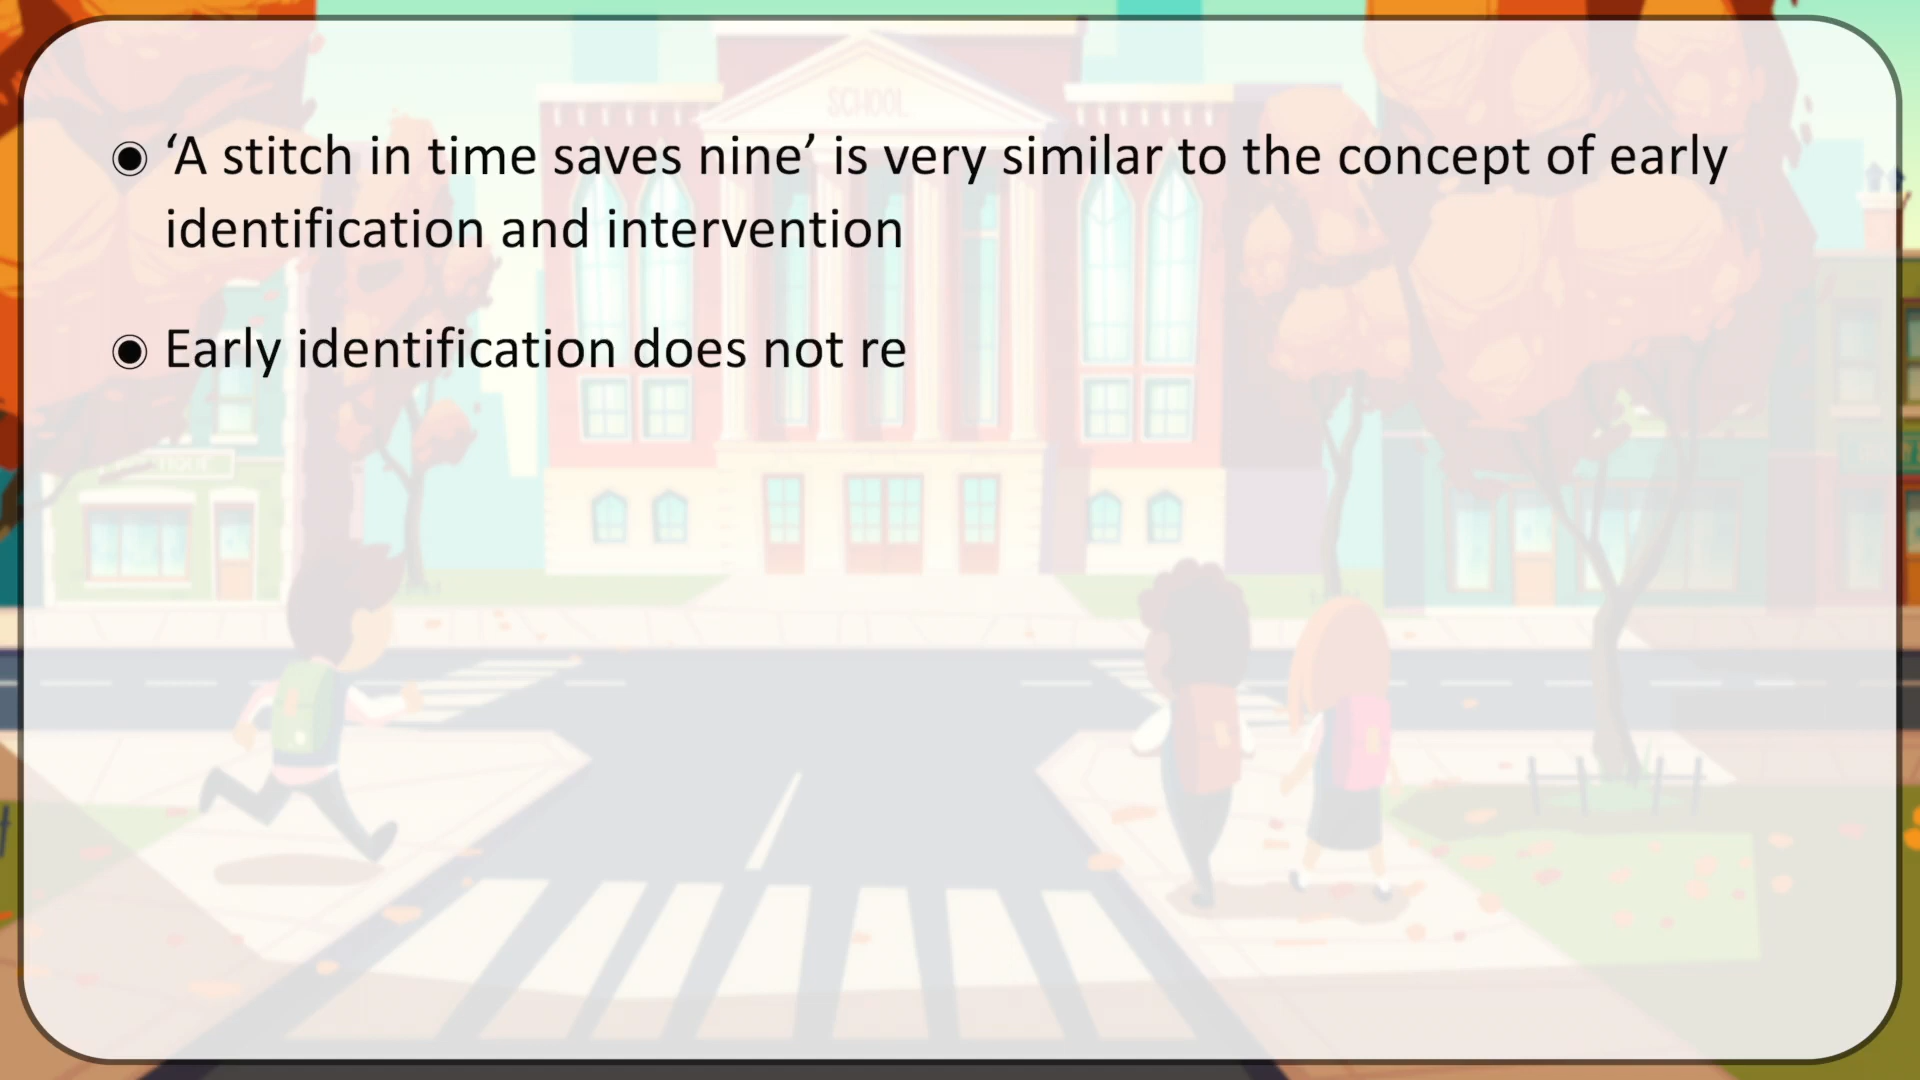 SCHOOL
‘A stitch in time saves nine’ is very similar to the concept of early
identification and intervention
Early identification does not re